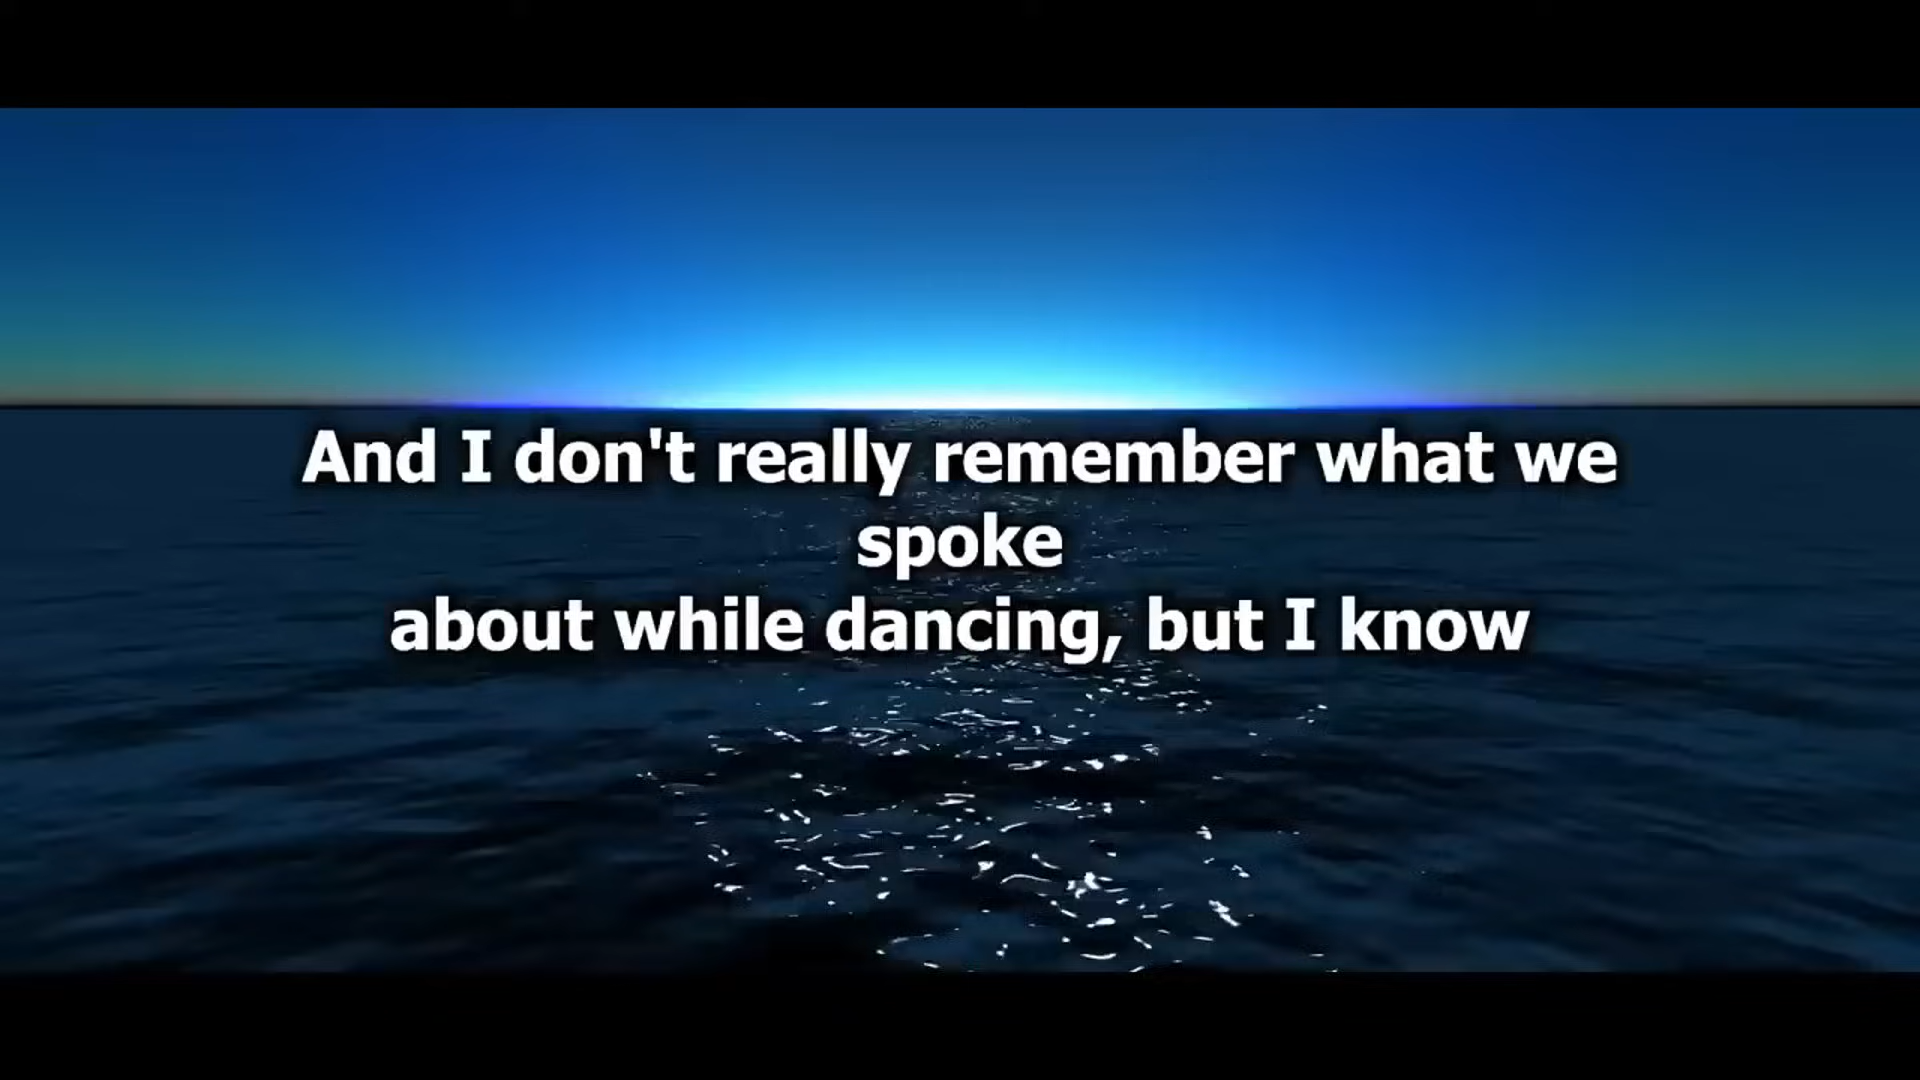 And I don't really remember what we
spoke
about while dancing, but I know